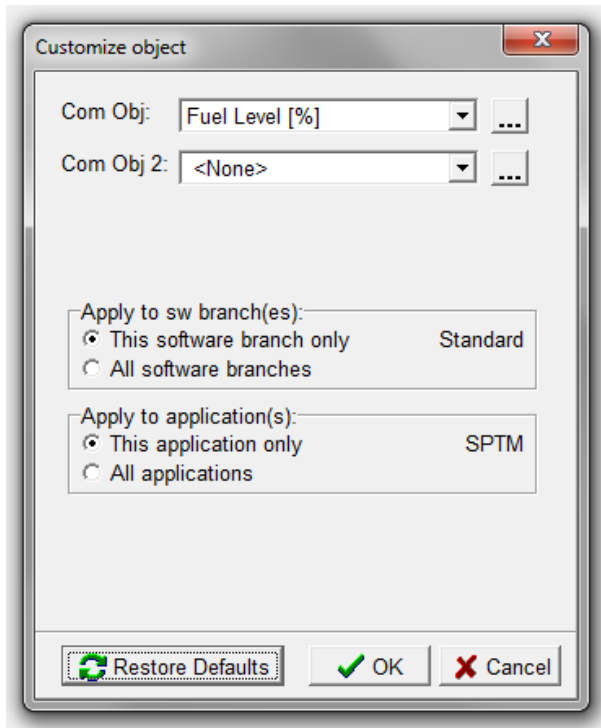 Customize object
Com Obj: Fuel Level [%] ...
Com Obj 2: <None> ...
Apply to sw branch(es):
This software branch only Standard
All software branches
Apply to application(s):
This application only SPTM
All applications
Restore Defaults OK Cancel